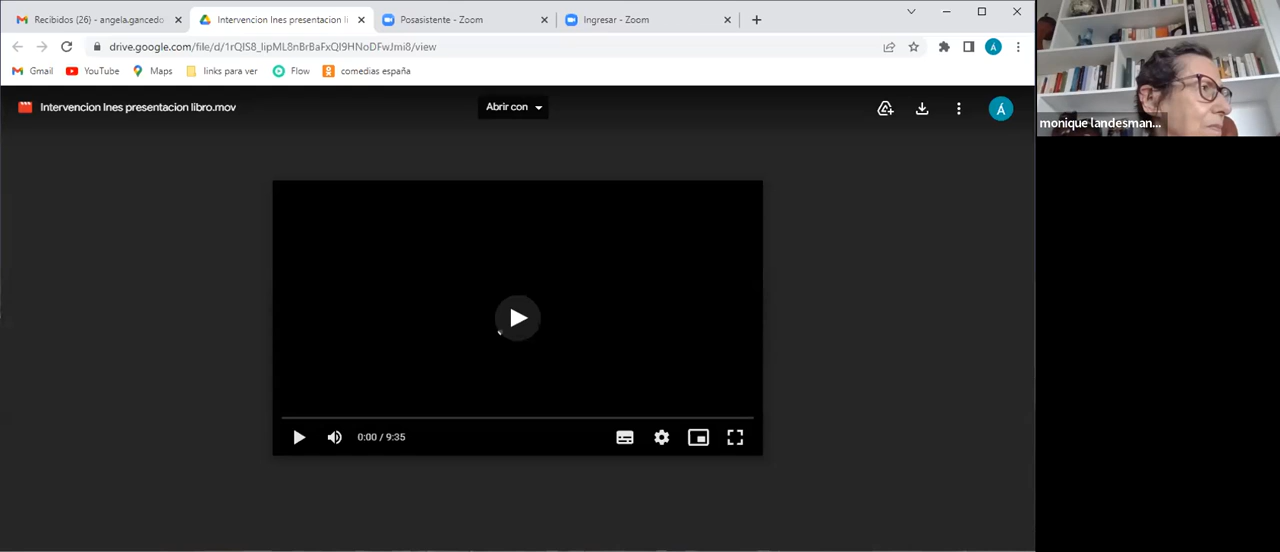 Recibidos (26) - angela.gancedo
Intervencion Ines presentacion li
Posasistente - Zoom
Ingresar - Zoom
drive.google.com/file/d/1rQIS8_lipML8nBrBaFxQI9HNoDFwJmi8/view
Á
Gmail
YouTube
Maps
links para ver
Flow
comedias españa
Intervencion Ines presentacion libro.mov
Abrir con
Á
monique landesman...
0:00 / 9:35